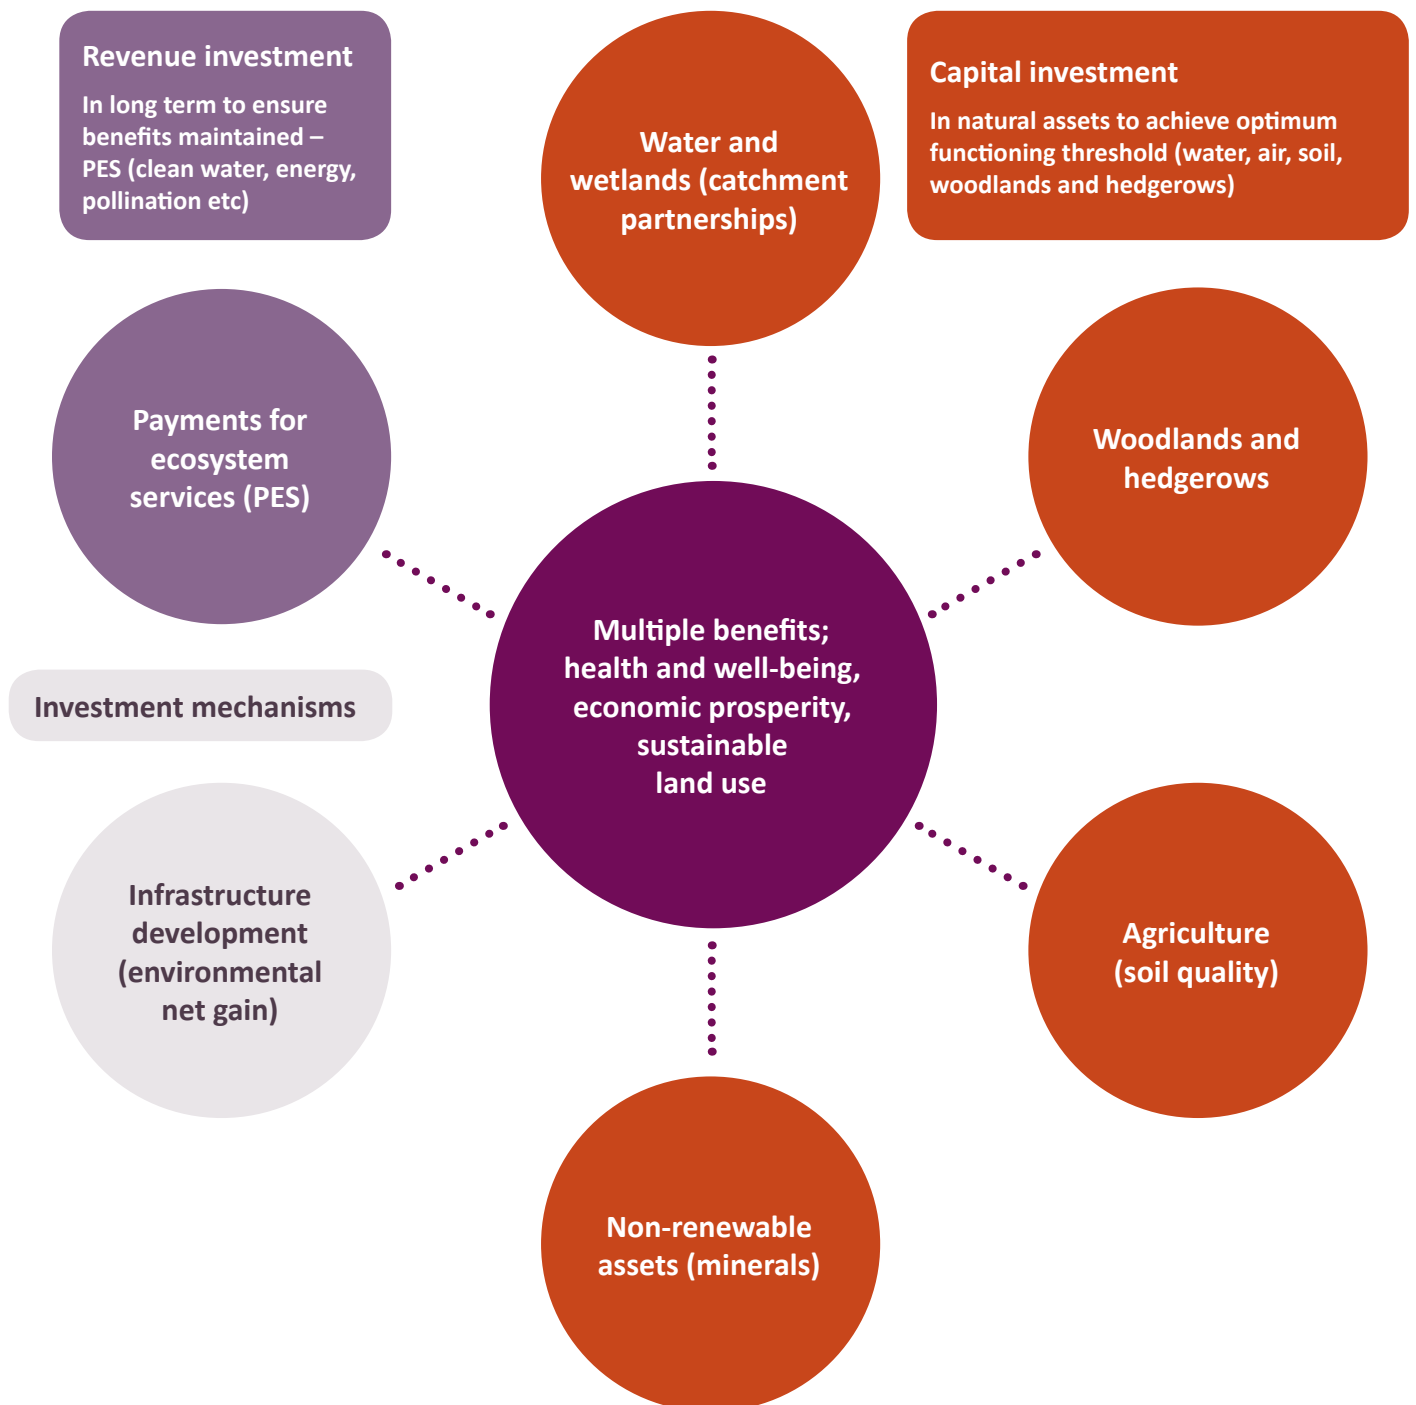 Revenue investment
In long term to ensure
benefits maintained –
PES (clean water, energy,
pollination etc)
Water and
wetlands (catchment
partnerships)
Capital investment
In natural assets to achieve optimum
functioning threshold (water, air, soil,
woodlands and hedgerows)
Payments for
ecosystem
services (PES)
Woodlands and
hedgerows
Multiple benefits;
health and well-being,
economic prosperity,
sustainable
land use
Investment mechanisms
Infrastructure
development
(environmental
net gain)
Agriculture
(soil quality)
Non-renewable
assets (minerals)